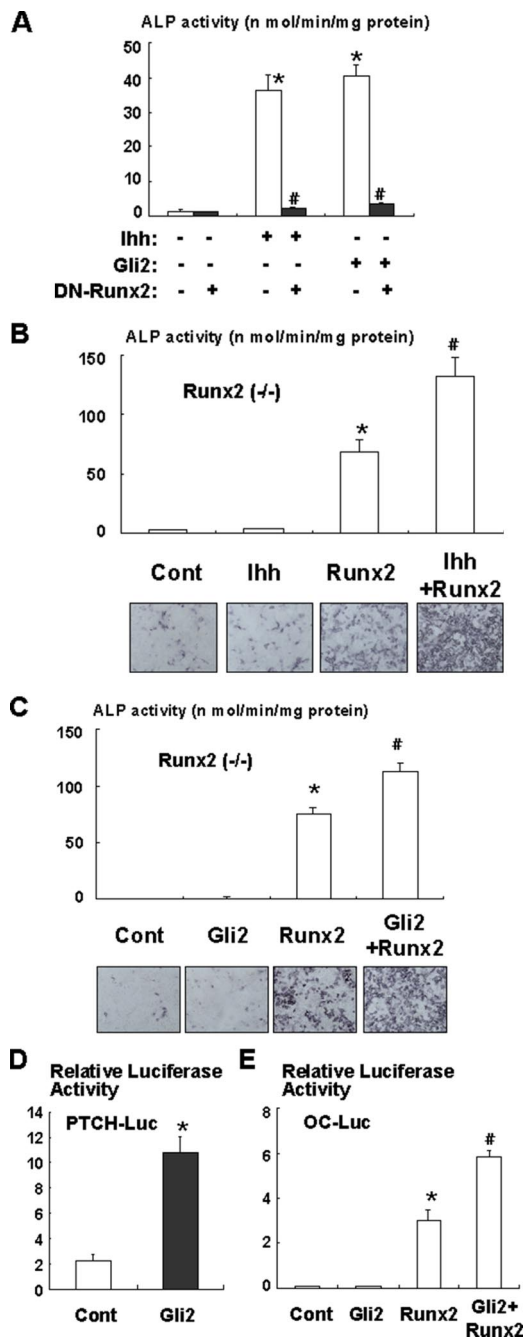 A
ALP activity (n mol/min/mg protein)
50
40
30
20
10
0
* *
# #
Ihh: - - + + - -
Gli2: - - - - + +
DN-Runx2: - + - + - +
B
ALP activity (n mol/min/mg protein)
150
100
50
0
Runx2 (-/-)
* #
Cont Ihh Runx2 Ihh
+Runx2
C
ALP activity (n mol/min/mg protein)
150
100
50
0
Runx2 (-/-)
* #
Cont Gli2 Runx2 Gli2
+Runx2
D
Relative Luciferase
Activity
PTCH-Luc
14
12
10
8
6
4
2
0
*
Cont Gli2
E
Relative Luciferase
Activity
OC-Luc
8
6
4
2
0
* #
Cont Gli2 Runx2 Gli2+
Runx2